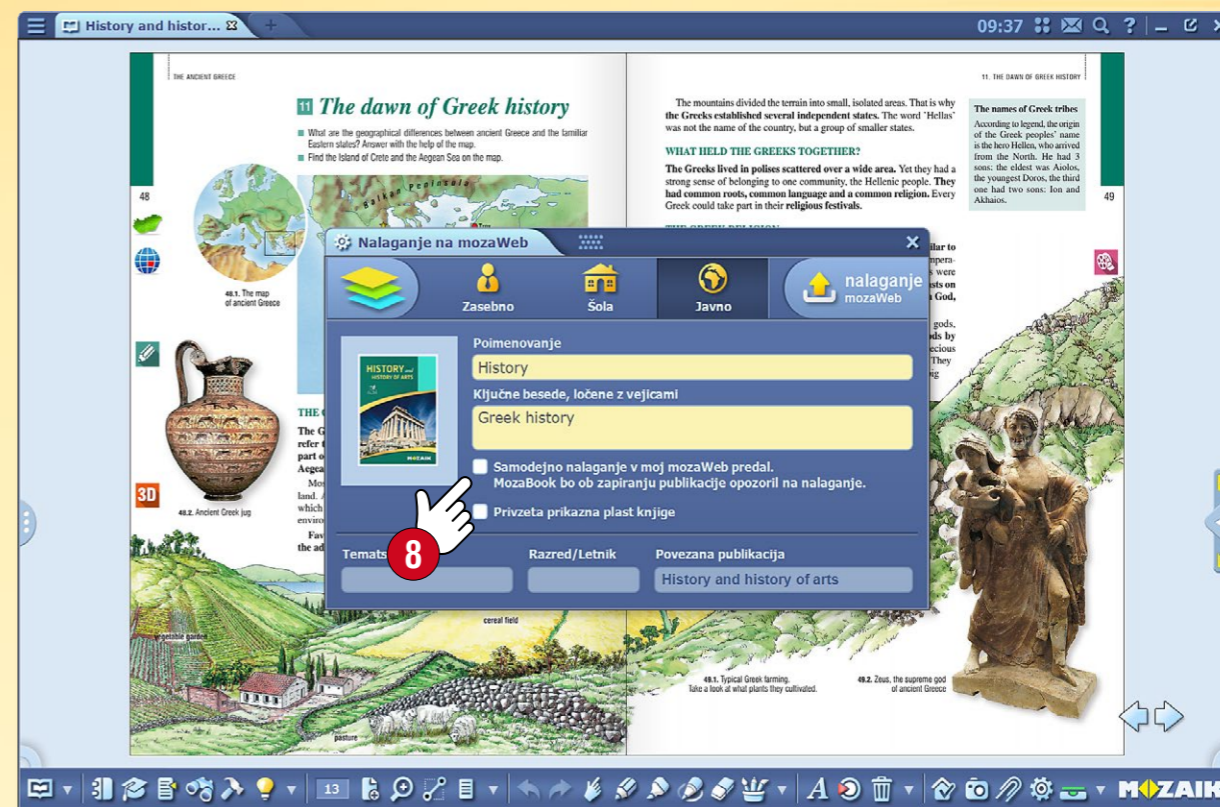 History and histor...
09:37
THE ANCIENT GREECE
11 The dawn of Greek history
What are the geographical differences between ancient Greece and the familiar
Eastern states? Answer with the help of the map.
Find the Island of Crete and the Aegean Sea on the map.
48
Balkan Peninsula
48.1. The map
of ancient Greece
3D
48.2. Ancient Greek jug
vegetable garden
cereal field
pasture
11. THE DAWN OF GREEK HISTORY
The mountains divided the terrain into small, isolated areas. That is why
the Greeks established several independent states. The word "Hellas"
was not the name of the country, but a group of smaller states.
WHAT HELD THE GREEKS TOGETHER?
The Greeks lived in polises scattered over a wide area. Yet they had a
strong sense of belonging to one community, the Hellenic people. They
had common roots, common language and a common religion. Every
Greek could take part in their religious festivals.
The names of Greek tribes
According to legend, the origin
of the Greek peoples' name
is the hero Hellen, who arrived
from the North. He had 3
sons: the eldest was Aiolos,
the youngest Doros, the third
one had two sons: Ion and
Akhaios.
49
48.1. Typical Greek farming.
Take a look at what plants they cultivated.
49.2. Zeus, the supreme god
of ancient Greece
Nalaganje na mozaWeb
Zasebno
Šola
Javno
nalaganje
mozaWeb
HISTORY and
HISTORY OF ARTS
MOZAIK
Poimenovanje
History
Ključne besede, ločene z vejicami
Greek history
Samodejno nalaganje v moj mozaWeb predal.
MozaBook bo ob zapiranju publikacije opozoril na nalaganje.
Privzeta prikazna plast knjige
8
Temats
Razred/Letnik
Povezana publikacija
History and history of arts
13
MOZAIK